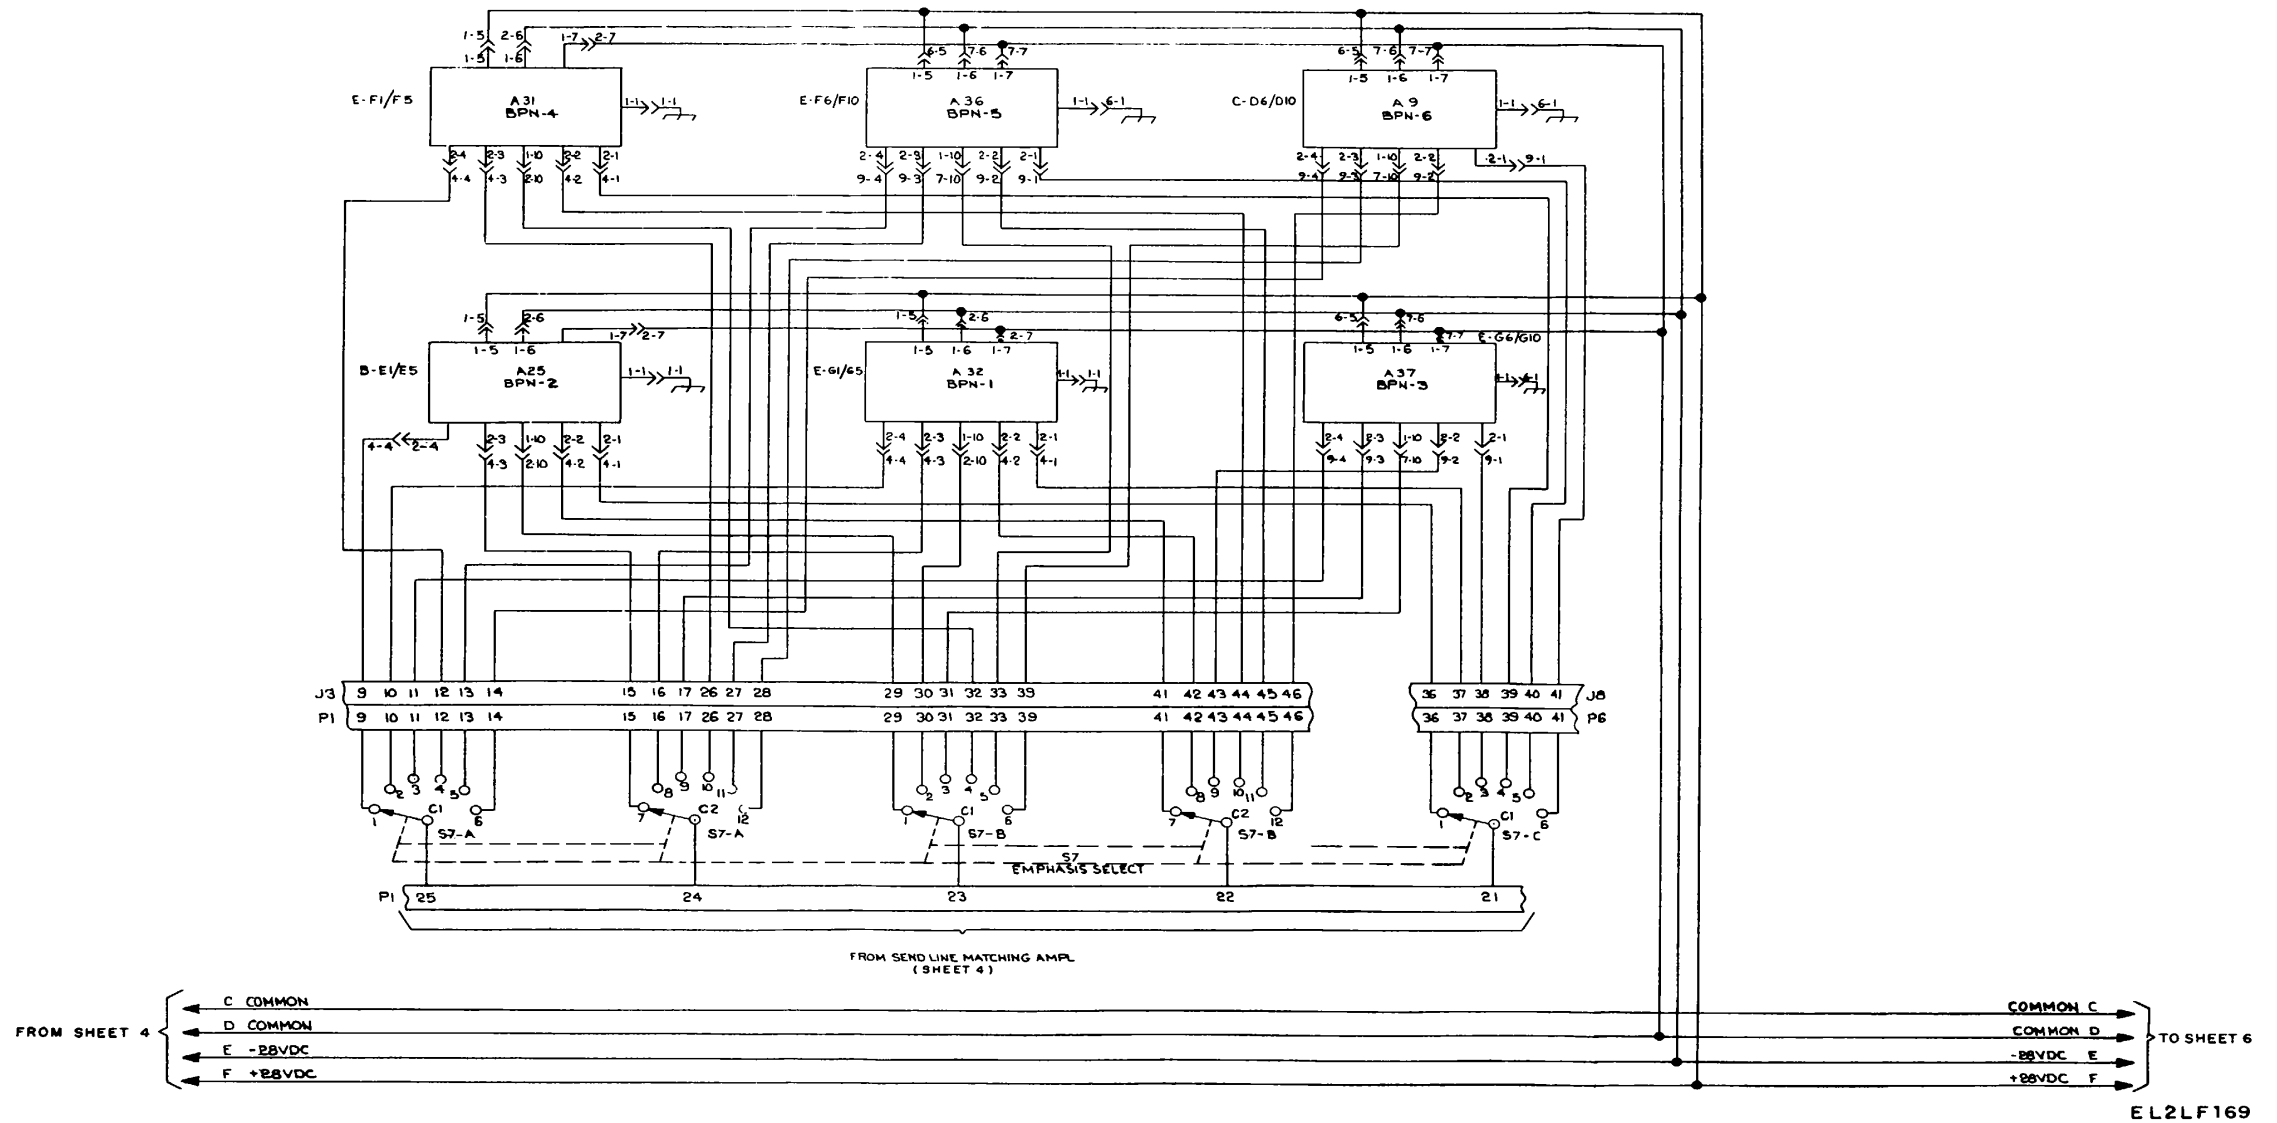 1-5 2-6 1-7 2-7 6-5 7-6 7-7 6-5 7-6 7-7
1-5 1-6 1-5 1-6 1-7 1-5 1-6 1-7
E-F1/F5 A31 1-1 1-1 E-F6/F10 A36 1-1 6-1 C-D6/D10 A9 1-1 6-1
BPN-4 BPN-5 BPN-6
2-4 2-3 1-10 2-2 2-1 2-4 2-3 1-10 2-2 2-1 2-4 2-3 1-10 2-2 2-1 9-1
4-4 4-3 2-10 4-2 4-1 9-4 9-3 7-10 9-2 9-1 9-4 9-3 7-10 9-2
1-5 2-6 1-7 2-7 1-5 2-6 2-7 6-5 7-6 7-7 E-G6/G10
1-5 1-6 1-5 1-6 1-7 1-5 1-6 1-7
B-E1/E5 A25 1-1 1-1 E-G1/G5 A32 1-1 1-1 A37 1-1 6-1
BPN-2 BPN-1 BPN-3
4-4 2-4 2-3 1-10 2-2 2-1 2-4 2-3 1-10 2-2 2-1 2-4 2-3 1-10 2-2 2-1
4-3 2-10 4-2 4-1 4-4 4-3 2-10 4-2 4-1 9-4 9-3 7-10 9-2 9-1
J3 9 10 11 12 13 14 15 16 17 26 27 28 29 30 31 32 33 39 41 42 43 44 45 46 36 37 38 39 40 41 J8
P1 9 10 11 12 13 14 15 16 17 26 27 28 29 30 31 32 33 39 41 42 43 44 45 46 36 37 38 39 40 41 P6
2 3 4 5 8 9 10 11 2 3 4 5 8 9 10 11 2 3 4 5
1 C1 6 7 C2 12 1 C1 6 7 C2 12 1 C1 6
S7-A S7-A S7-B S7-B S7-C
S7
EMPHASIS SELECT
P1 25 24 23 22 21
FROM SEND LINE MATCHING AMPL
(SHEET 4)
C COMMON COMMON C
FROM SHEET 4 D COMMON COMMON D TO SHEET 6
E -28VDC -28VDC E
F +28VDC +28VDC F
EL2LF169